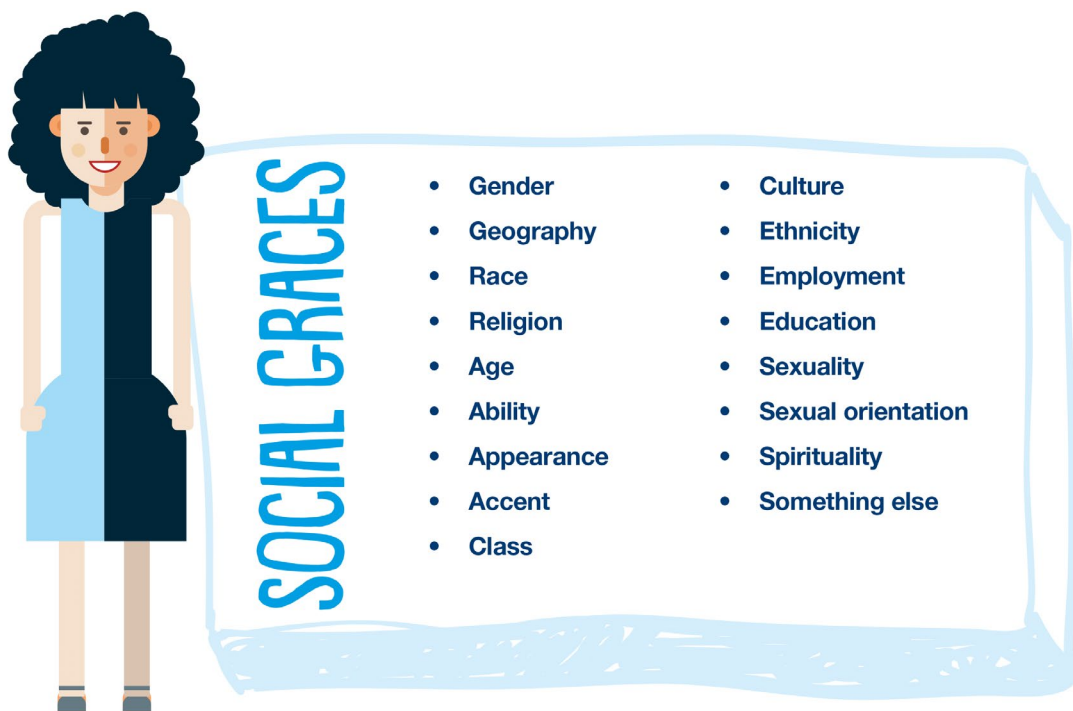 SOCIAL GRACES
• Gender
• Geography
• Race
• Religion
• Age
• Ability
• Appearance
• Accent
• Class
• Culture
• Ethnicity
• Employment
• Education
• Sexuality
• Sexual orientation
• Spirituality
• Something else